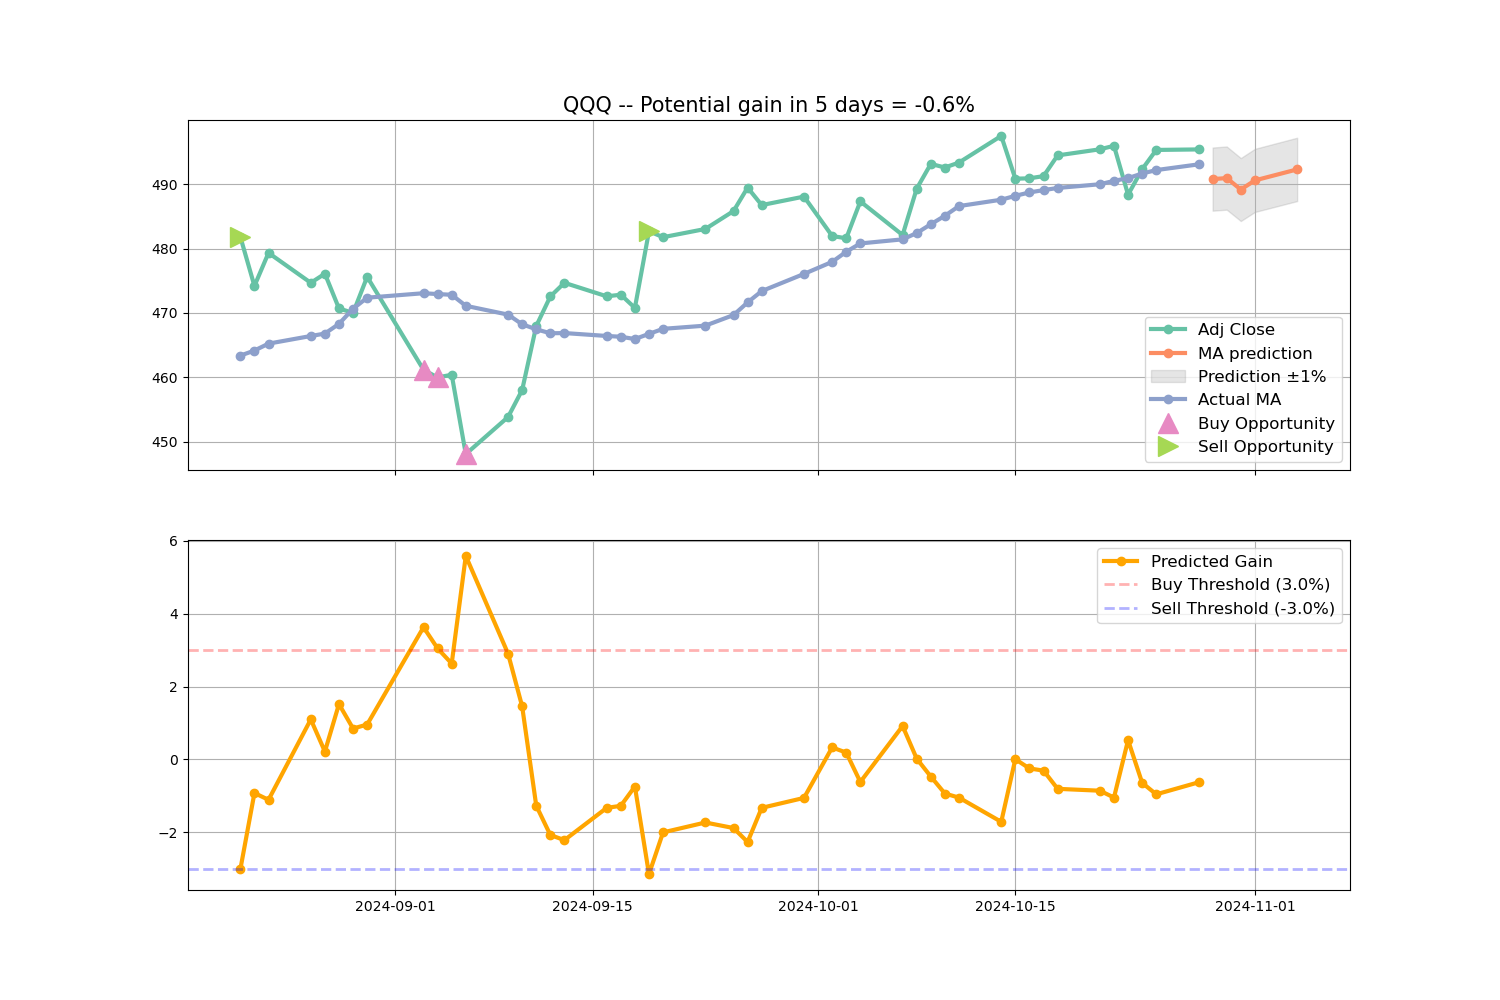 QQQ -- Potential gain in 5 days = -0.6%
490
480
470
460
450
Adj Close
MA prediction
Prediction ±1%
Actual MA
Buy Opportunity
Sell Opportunity
6
4
2
0
−2
Predicted Gain
Buy Threshold (3.0%)
Sell Threshold (-3.0%)
2024-09-01
2024-09-15
2024-10-01
2024-10-15
2024-11-01